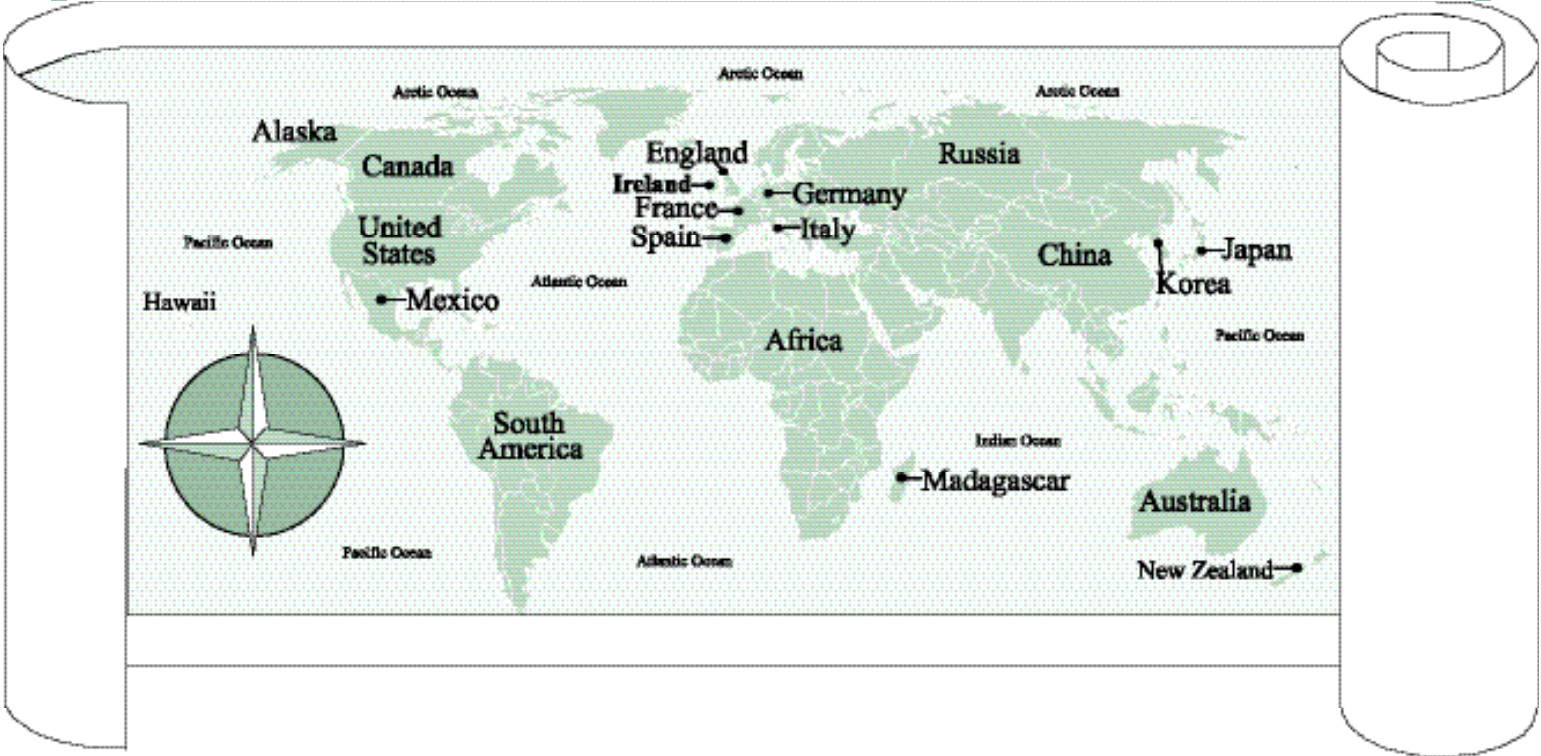 Arctic Ocean
Arctic Ocean
Arctic Ocean
Alaska
Canada
England
Russia
Ireland
Germany
France
United
States
Italy
Spain
Pacific Ocean
China
Japan
Korea
Atlantic Ocean
Hawaii
Mexico
Pacific Ocean
Africa
South
America
Indian Ocean
Madagascar
Australia
Pacific Ocean
Atlantic Ocean
New Zealand